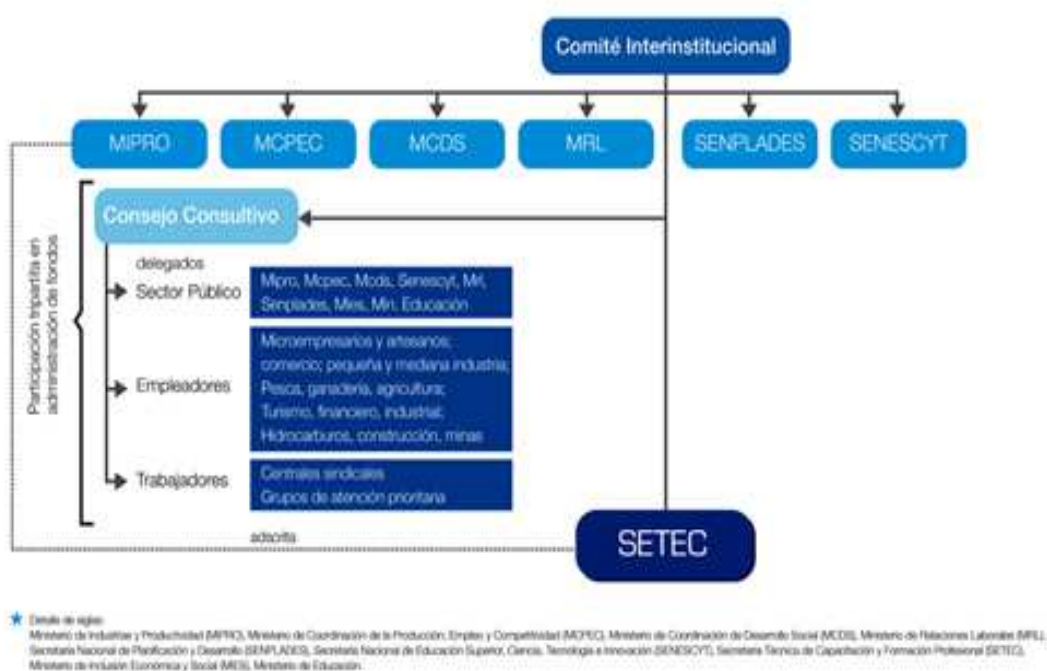 Comité Interinstitucional
MIPRO
MCPEC
MCDS
MRL
SENPLADES
SENESCYT
Consejo Consultivo
delegados
Sector Público
Mipro, Mcpec, Mcds, Senescyt, Mrl,
Senplades, Mies, Min, Educación
Empleadores
Microempresarios y artesanos;
comercio; pequeña y mediana industria;
Pesca, ganadería, agricultura;
Turismo, financiero, industrial;
Hidrocarburos, construcción, minas
Trabajadores
Centrales sindicales
Grupos de atención prioritaria
Participación tripartita en
administración de fondos
adscrita
SETEC
Detalle de siglas:
Ministerio de Industrias y Productividad (MIPRO), Ministerio de Coordinación de la Producción, Empleo y Competitividad (MCPEC), Ministerio de Coordinación de Desarrollo Social (MCDS), Ministerio de Relaciones Laborales (MRL),
Secretaría Nacional de Planificación y Desarrollo (SENPLADES), Secretaría Nacional de Educación Superior, Ciencia, Tecnología e Innovación (SENESCYT), Secretaría Técnica de Capacitación y Formación Profesional (SETEC),
Ministerio de Inclusión Económica y Social (MIES), Ministerio de Educación.